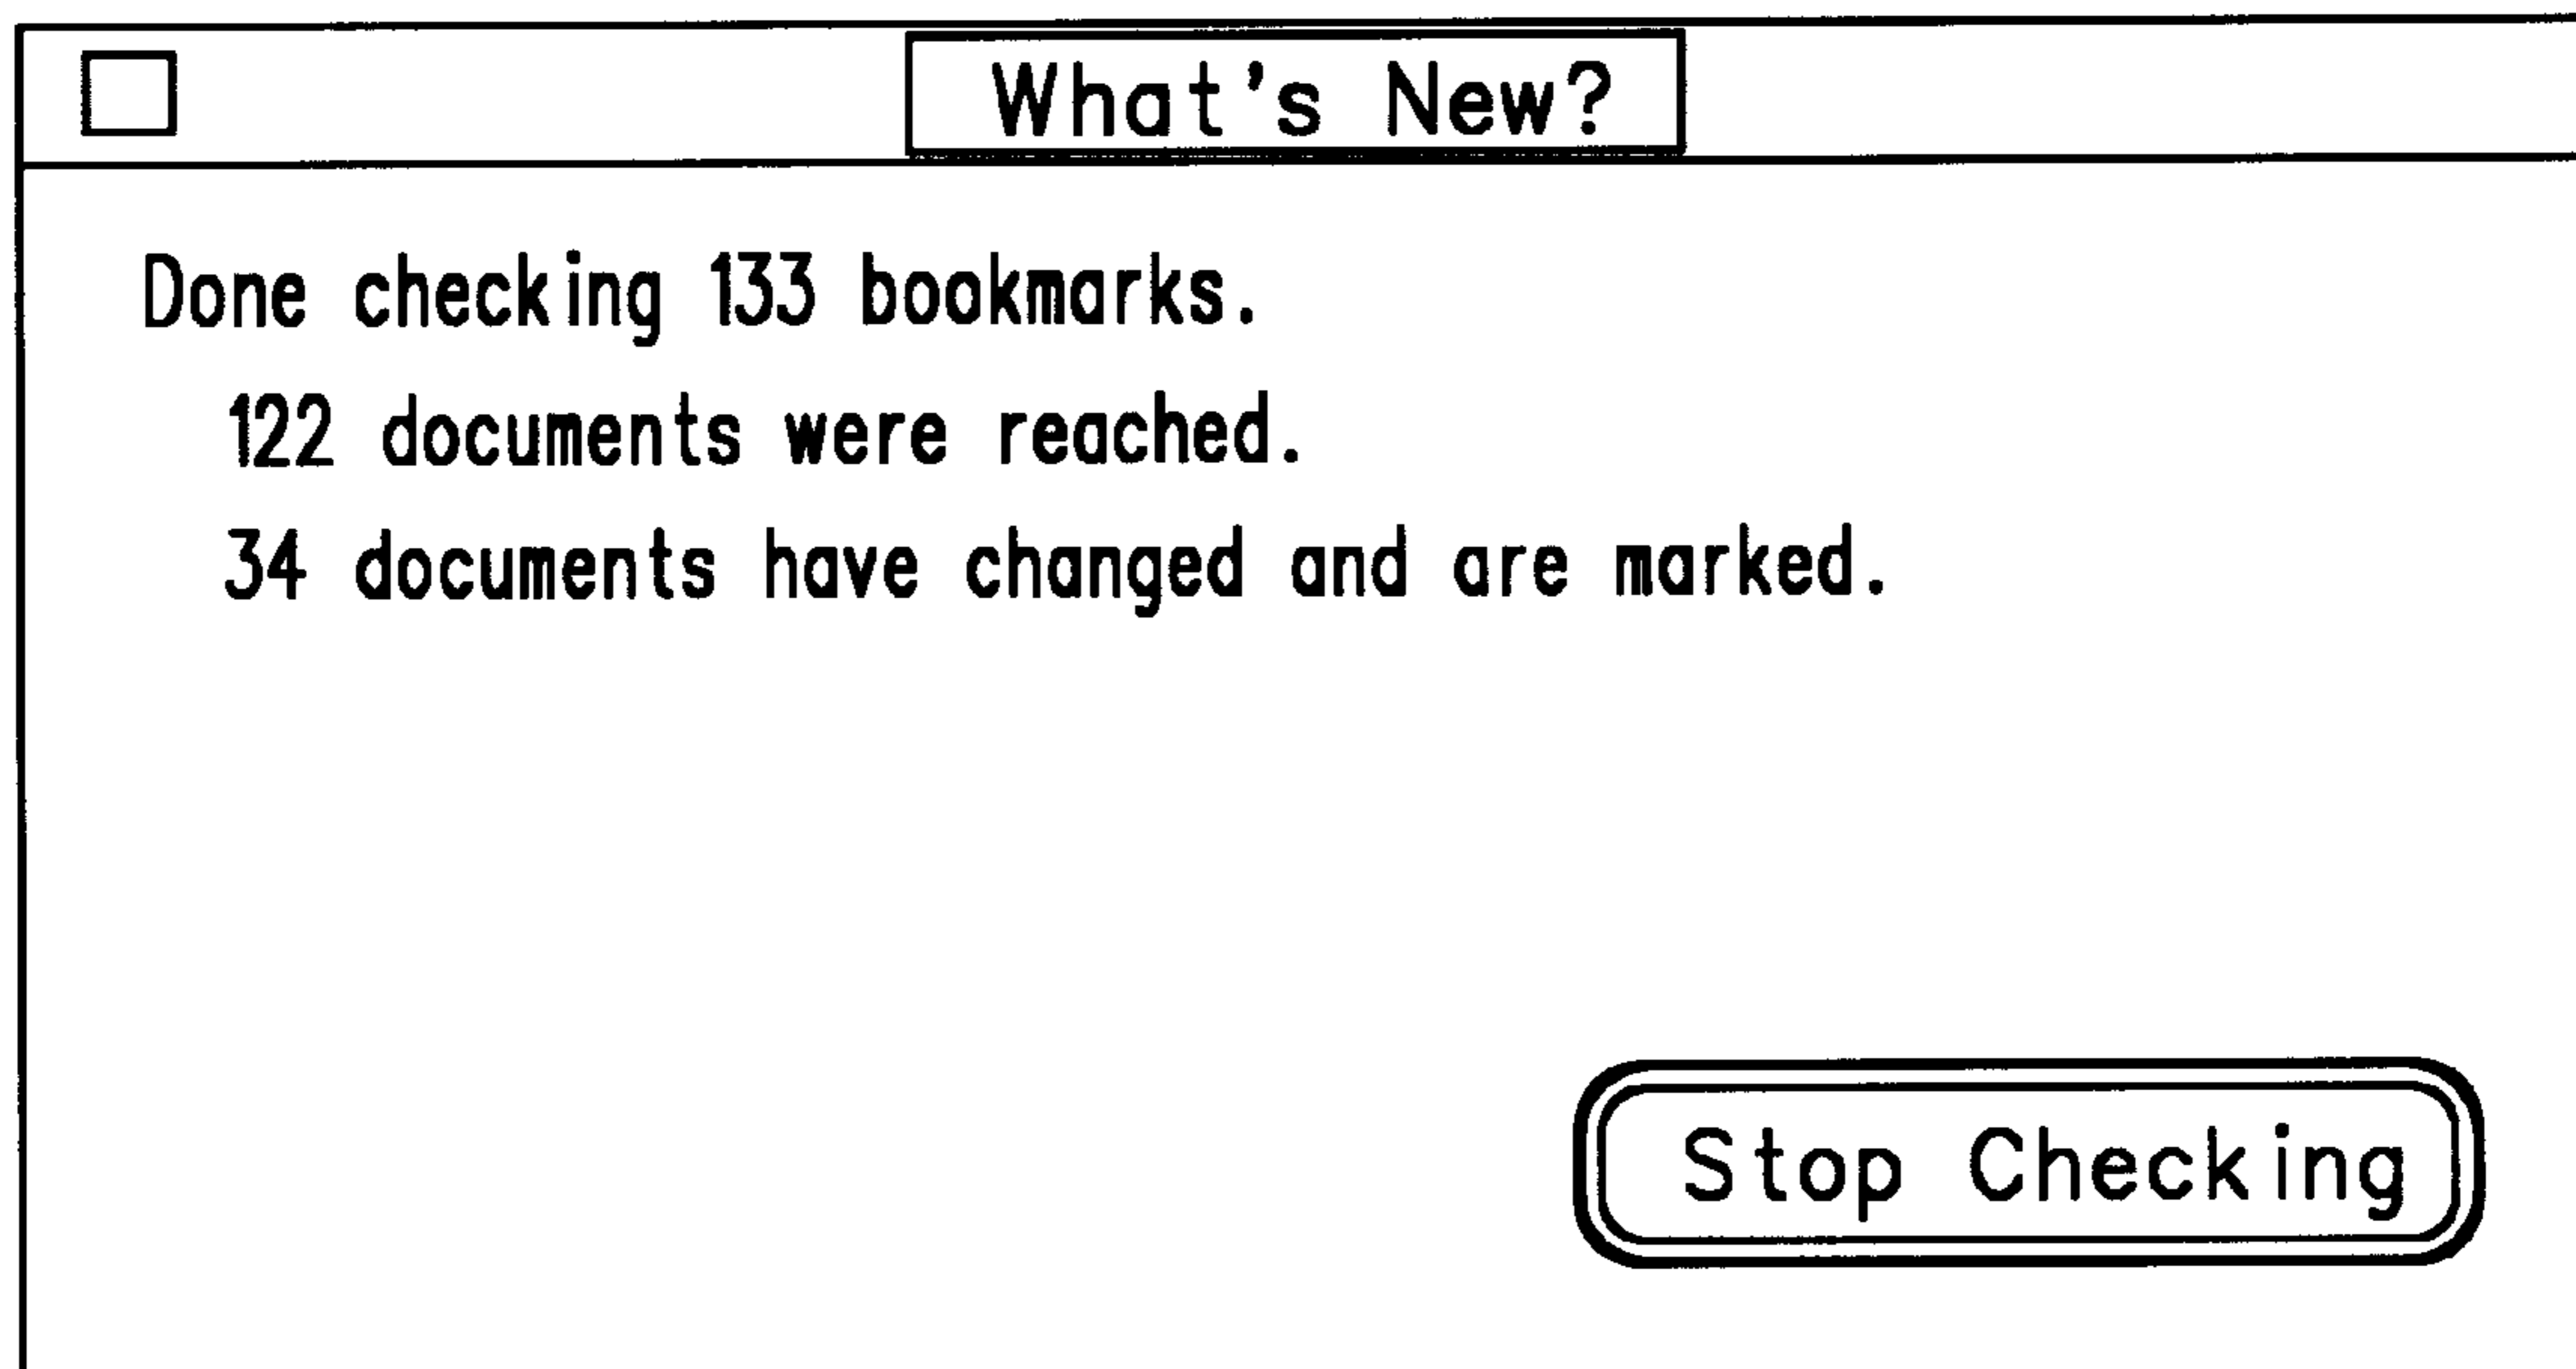 What's New?
Done checking 133 bookmarks.
122 documents were reached.
34 documents have changed and are marked.
Stop Checking